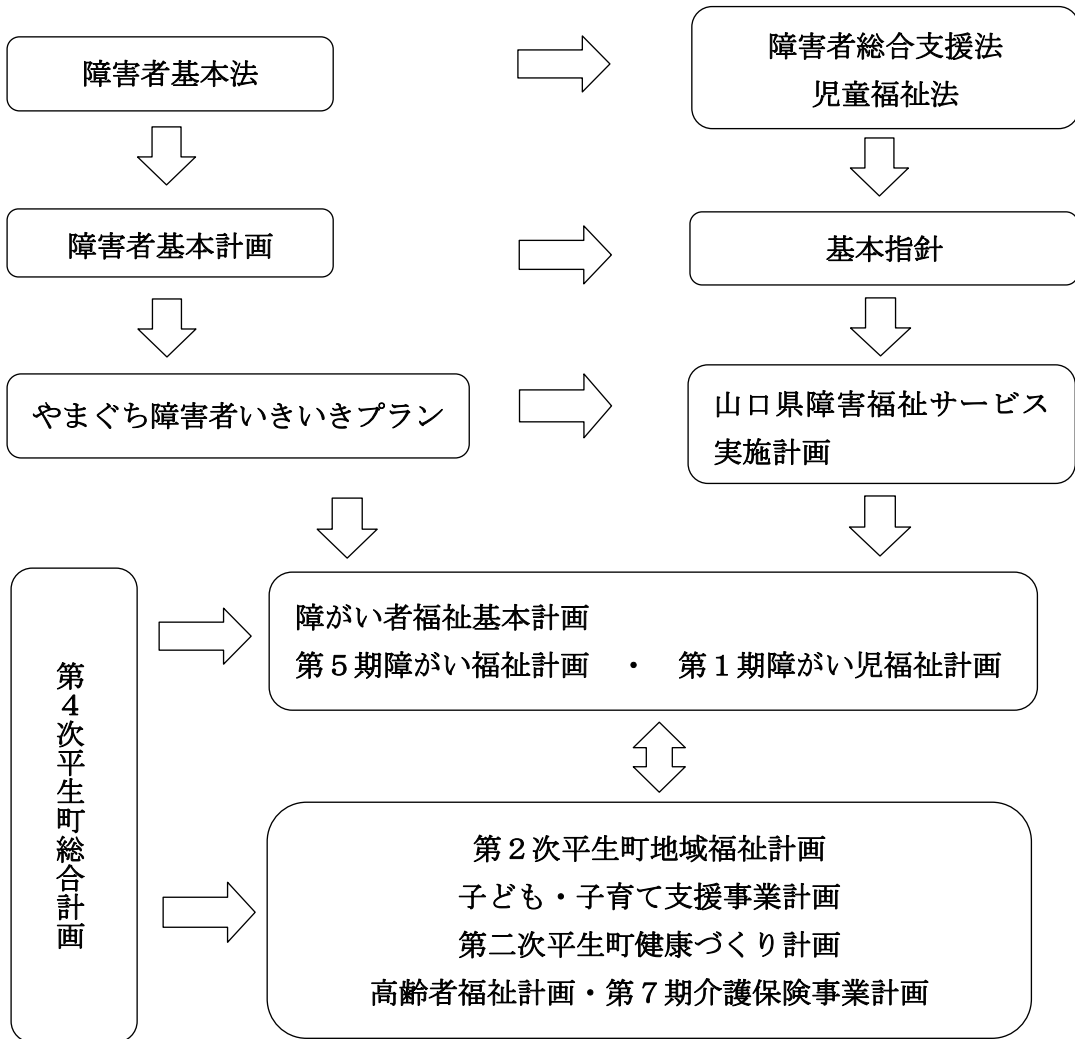 障害者基本法
障害者総合支援法
児童福祉法
障害者基本計画
基本指針
やまぐち障害者いきいきプラン
山口県障害福祉サービス
実施計画
第４次平生町総合計画
障がい者福祉基本計画
第５期障がい福祉計画　・　第１期障がい児福祉計画
第２次平生町地域福祉計画
子ども・子育て支援事業計画
第二次平生町健康づくり計画
高齢者福祉計画・第７期介護保険事業計画